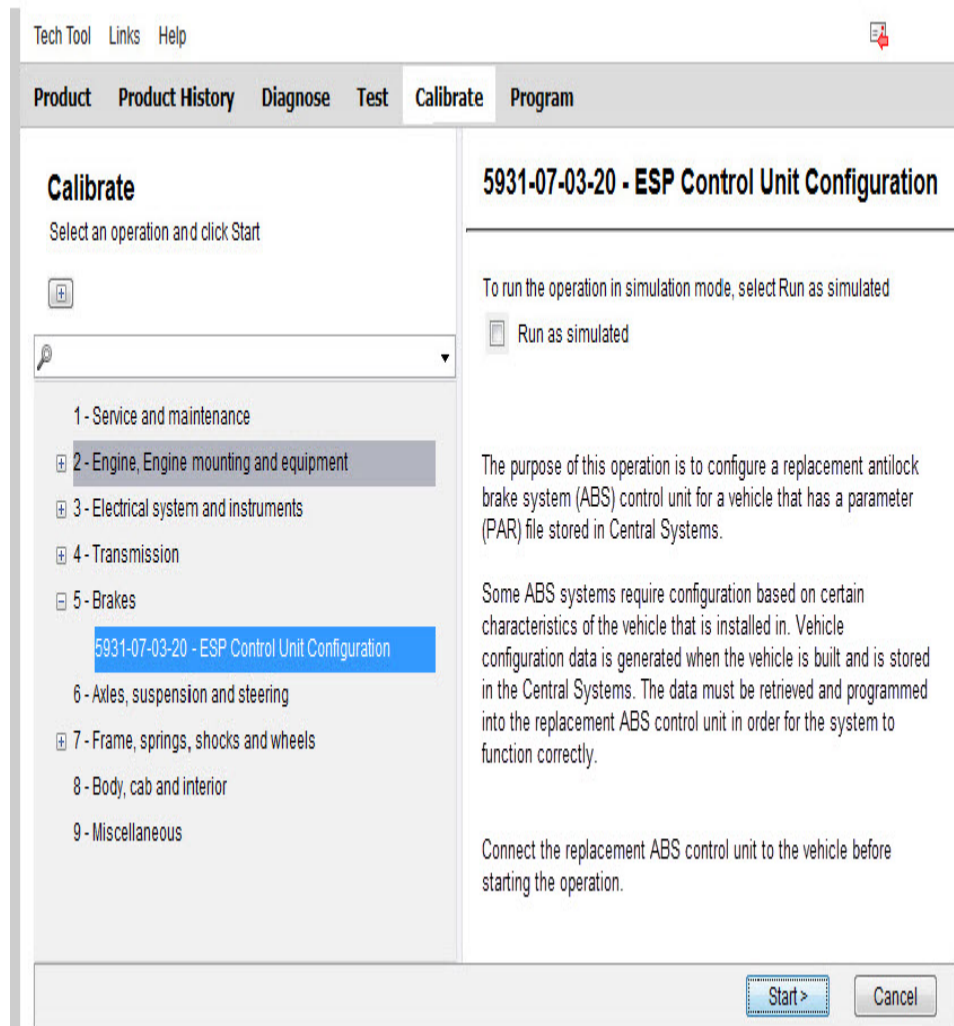 Tech Tool Links Help
Product Product History Diagnose Test Calibrate Program
Calibrate
Select an operation and click Start
1 - Service and maintenance
2 - Engine, Engine mounting and equipment
3 - Electrical system and instruments
4 - Transmission
5 - Brakes
5931-07-03-20 - ESP Control Unit Configuration
6 - Axles, suspension and steering
7 - Frame, springs, shocks and wheels
8 - Body, cab and interior
9 - Miscellaneous
5931-07-03-20 - ESP Control Unit Configuration
To run the operation in simulation mode, select Run as simulated
Run as simulated
The purpose of this operation is to configure a replacement antilock
brake system (ABS) control unit for a vehicle that has a parameter
(PAR) file stored in Central Systems.
Some ABS systems require configuration based on certain
characteristics of the vehicle that is installed in. Vehicle
configuration data is generated when the vehicle is built and is stored
in the Central Systems. The data must be retrieved and programmed
into the replacement ABS control unit in order for the system to
function correctly.
Connect the replacement ABS control unit to the vehicle before
starting the operation.
Start > Cancel